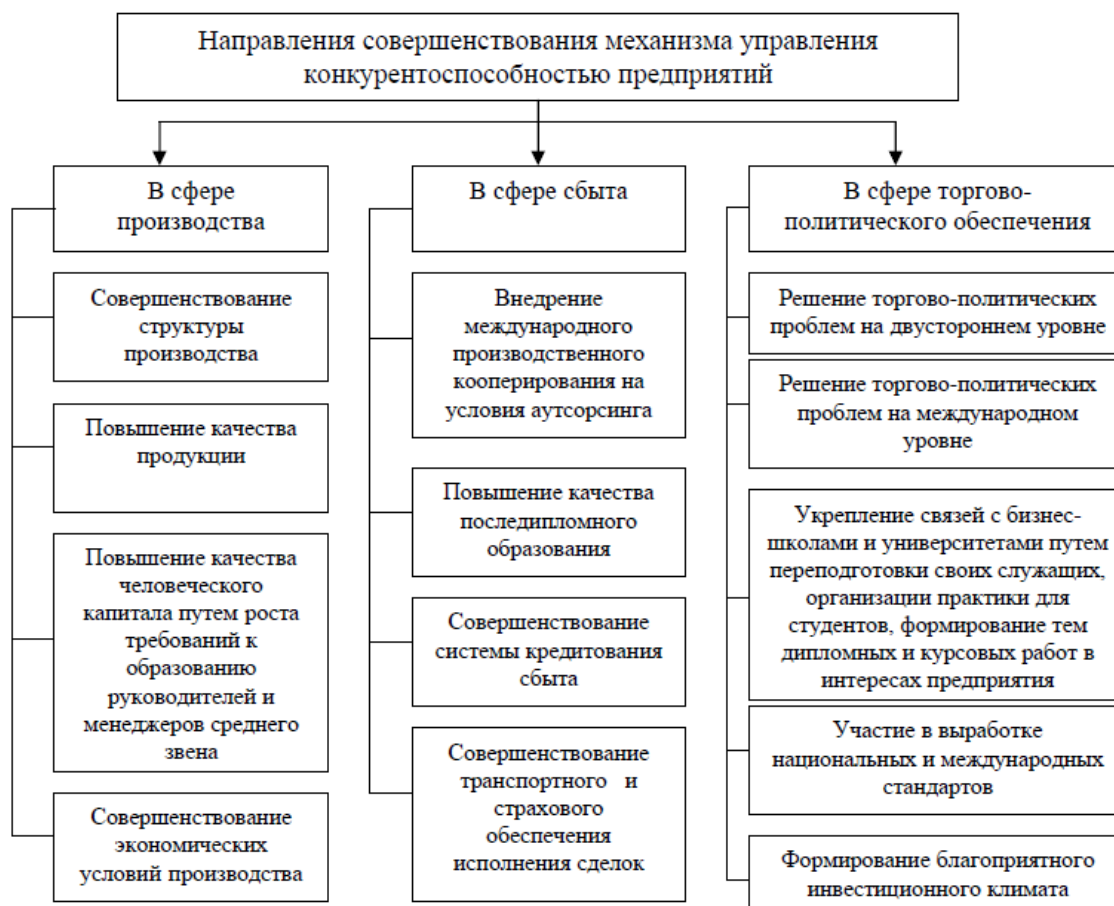 Направления совершенствования механизма управления
конкурентоспособностью предприятий
В сфере
производства
Совершенствование
структуры
производства
Повышение качества
продукции
Повышение качества
человеческого
капитала путем роста
требований к
образованию
руководителей и
менеджеров среднего
звена
Совершенствование
экономических
условий производства
В сфере сбыта
Внедрение
международного
производственного
кооперирования на
условия аутсорсинга
Повышение качества
последипломного
образования
Совершенствование
системы кредитования
сбыта
Совершенствование
транспортного и
страхового
обеспечения
исполнения сделок
В сфере торгово-
политического обеспечения
Решение торгово-политических
проблем на двустороннем уровне
Решение торгово-политических
проблем на международном
уровне
Укрепление связей с бизнес-
школами и университетами путем
переподготовки своих служащих,
организации практики для
студентов, формирование тем
дипломных и курсовых работ в
интересах предприятия
Участие в выработке
национальных и международных
стандартов
Формирование благоприятного
инвестиционного климата